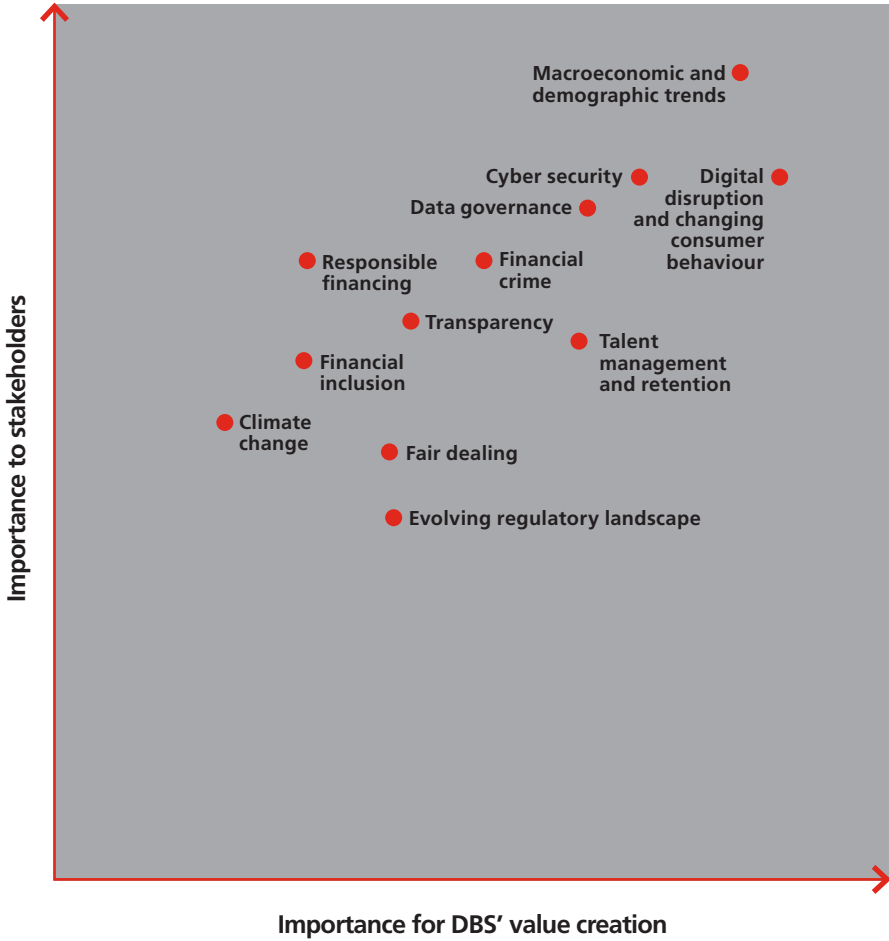 Macroeconomic and
demographic trends
Cyber security
Digital
disruption
and changing
consumer
behaviour
Data governance
Responsible
financing
Financial
crime
Transparency
Talent
management
and retention
Financial
inclusion
Climate
change
Fair dealing
Evolving regulatory landscape
Importance to stakeholders
Importance for DBS’ value creation